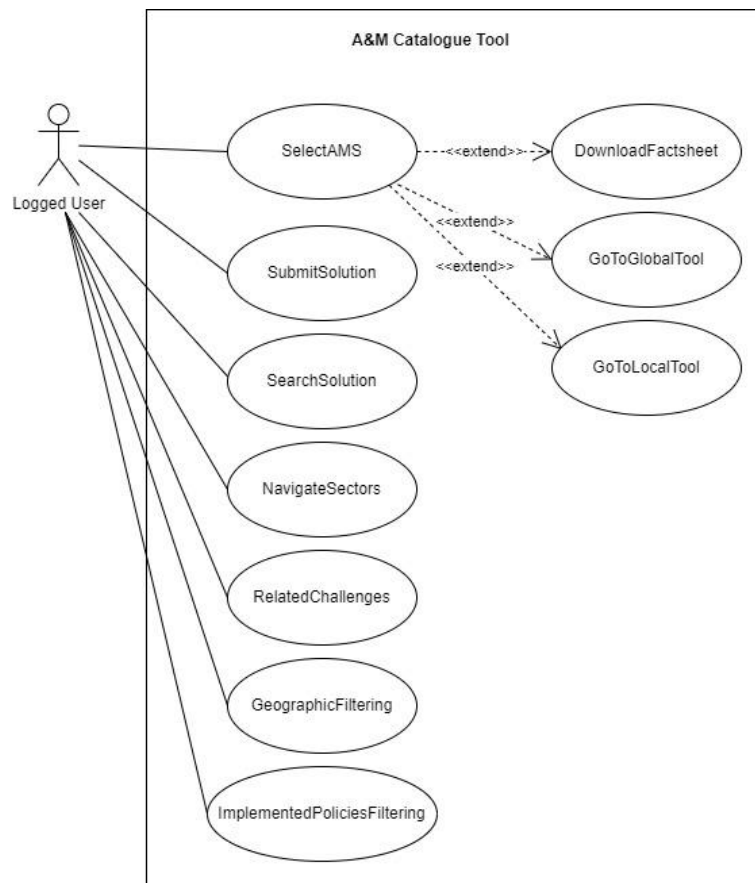 A&M Catalogue Tool
SelectAMS
<<extend>>
DownloadFactsheet
Logged User
<<extend>>
GoToGlobalTool
<<extend>>
SubmitSolution
GoToLocalTool
SearchSolution
NavigateSectors
RelatedChallenges
GeographicFiltering
ImplementedPoliciesFiltering